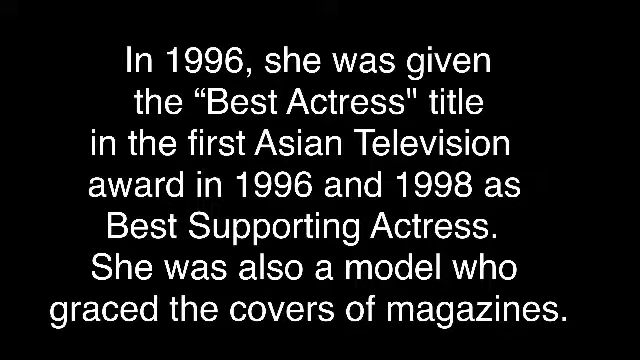 In 1996, she was given
the “Best Actress" title
in the first Asian Television
award in 1996 and 1998 as
Best Supporting Actress.
She was also a model who
graced the covers of magazines.